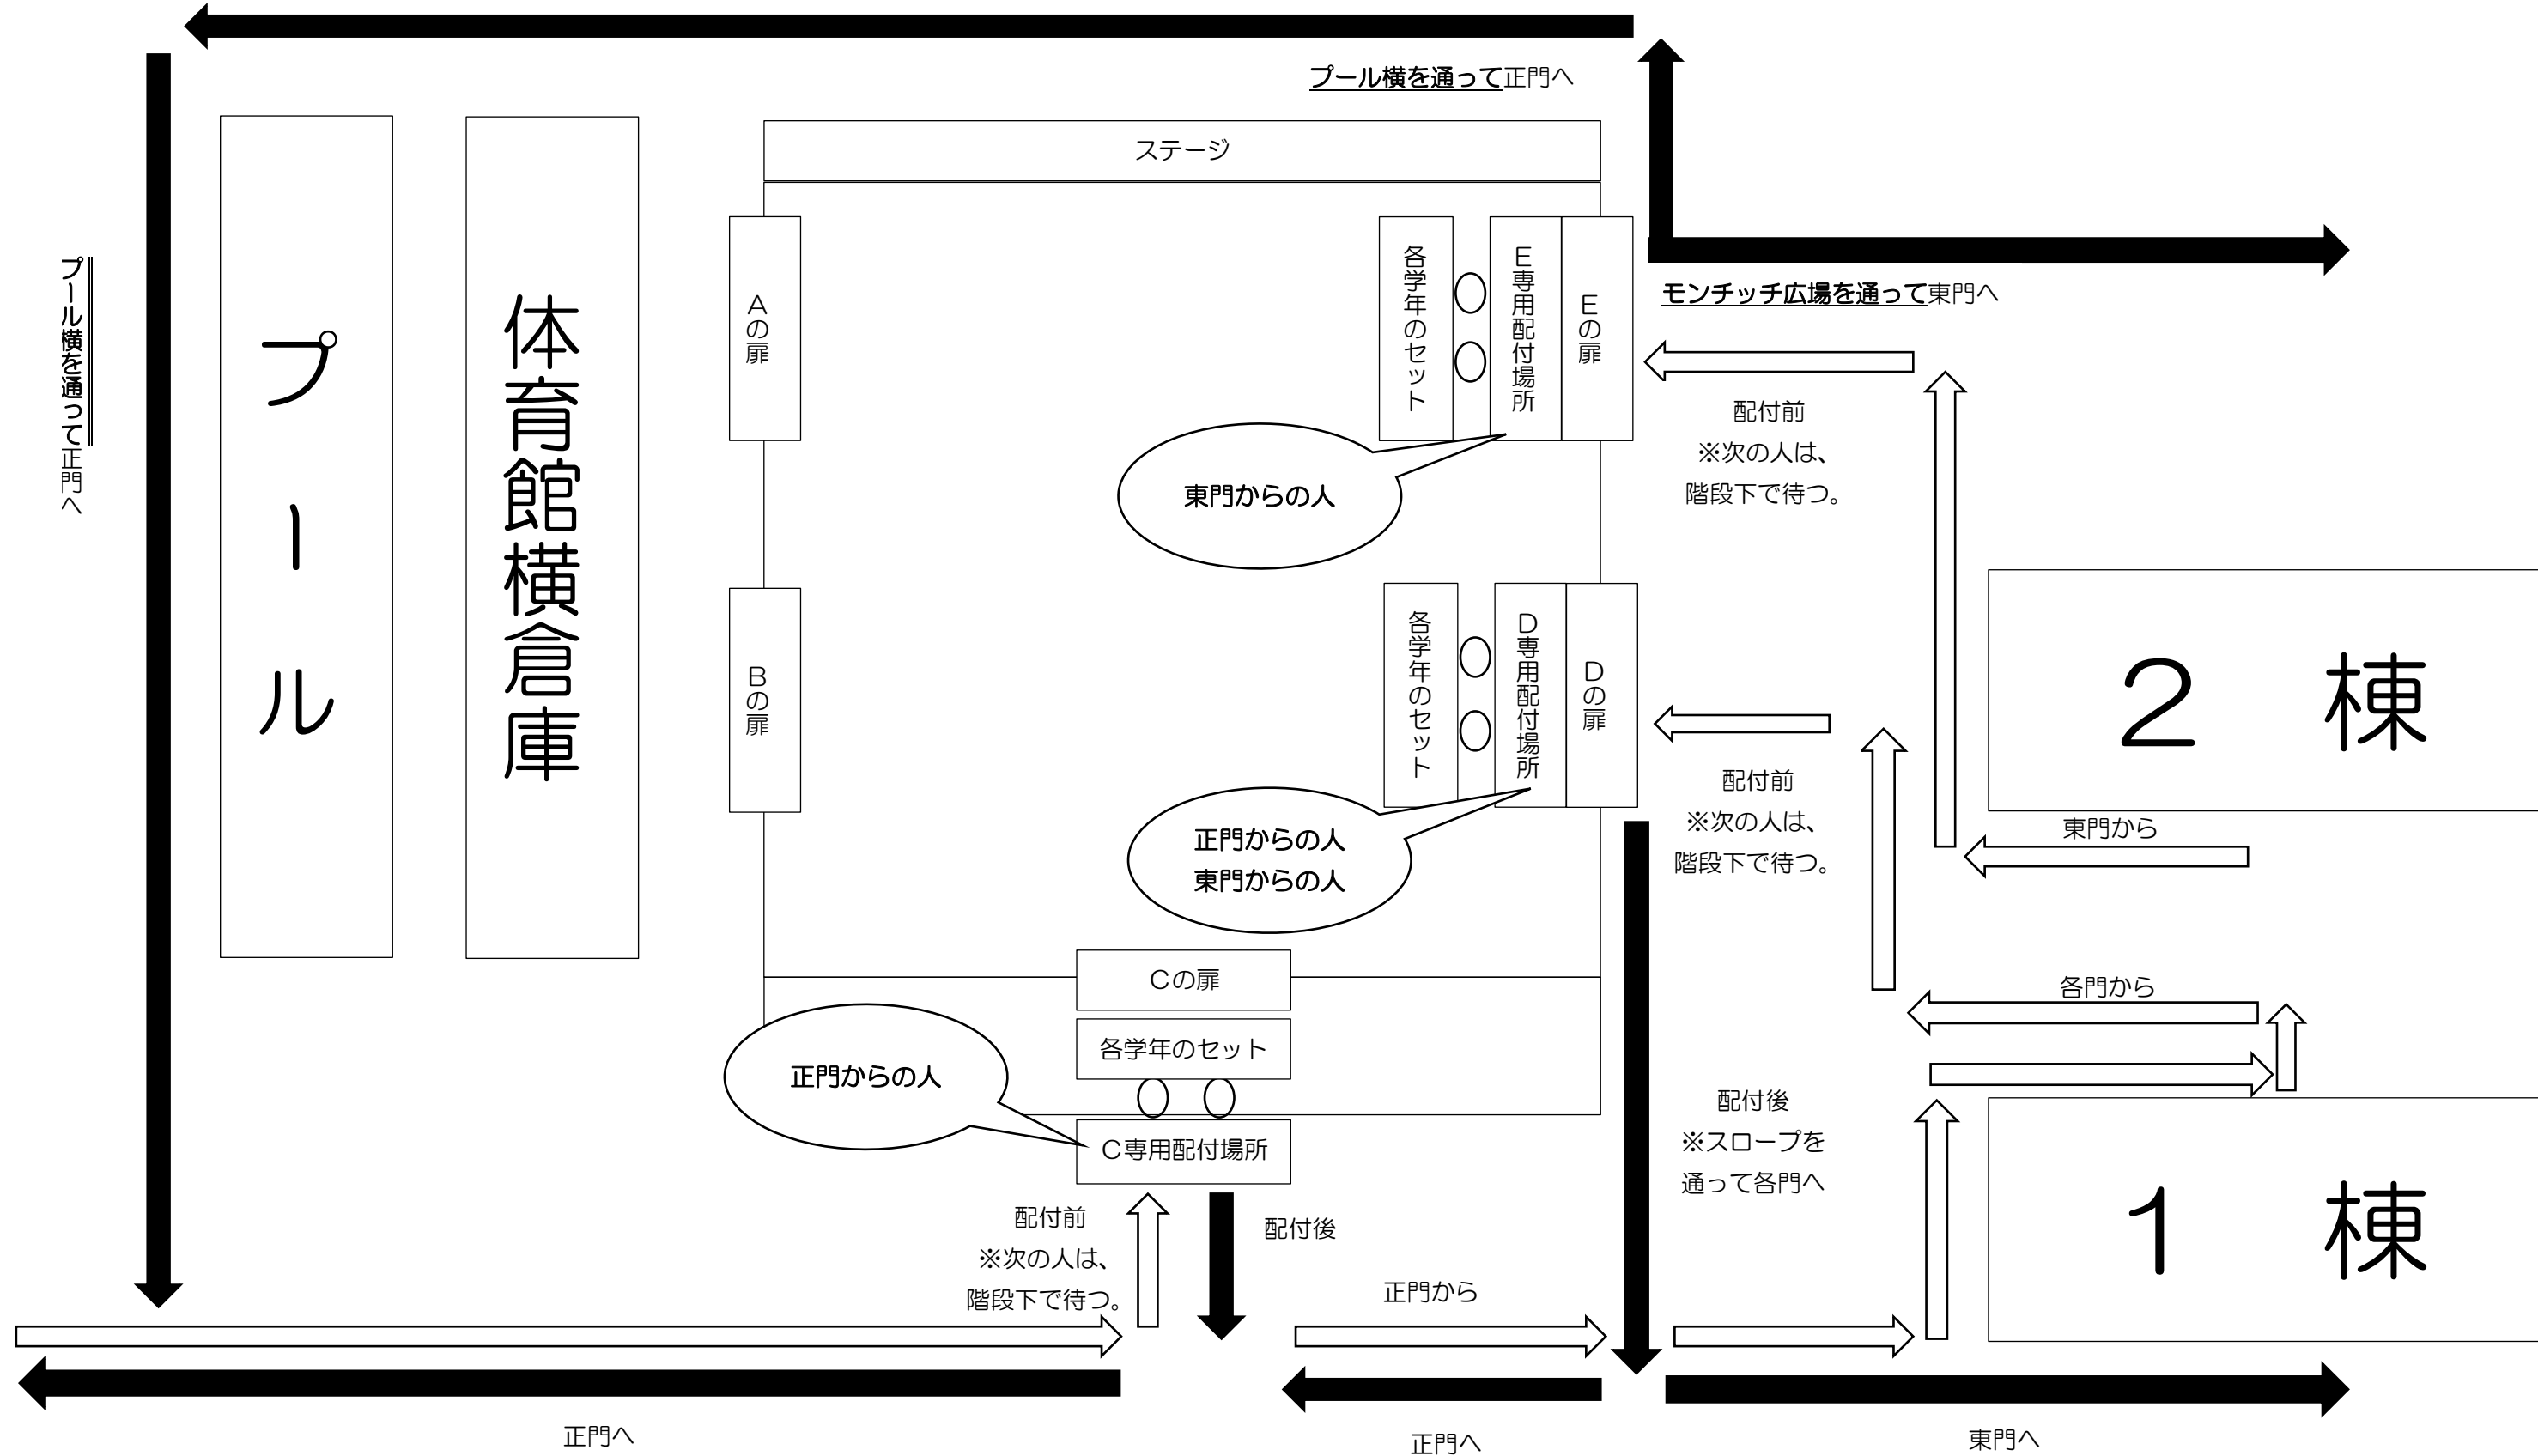 プール横を通って正門へ
ステージ
プール横を通って正門へ
プール
体育館横倉庫
Aの扉
各学年のセット
E専用配付場所
Eの扉
モンチッチ広場を通って東門へ
配付前
※次の人は、
階段下で待つ。
東門からの人
Bの扉
各学年のセット
D専用配付場所
Dの扉
2 棟
配付前
※次の人は、
階段下で待つ。
東門から
正門からの人
東門からの人
Cの扉
各門から
各学年のセット
正門からの人
C専用配付場所
配付後
※スロープを
通って各門へ
1 棟
配付前
※次の人は、
階段下で待つ。
配付後
正門から
正門へ
正門へ
東門へ